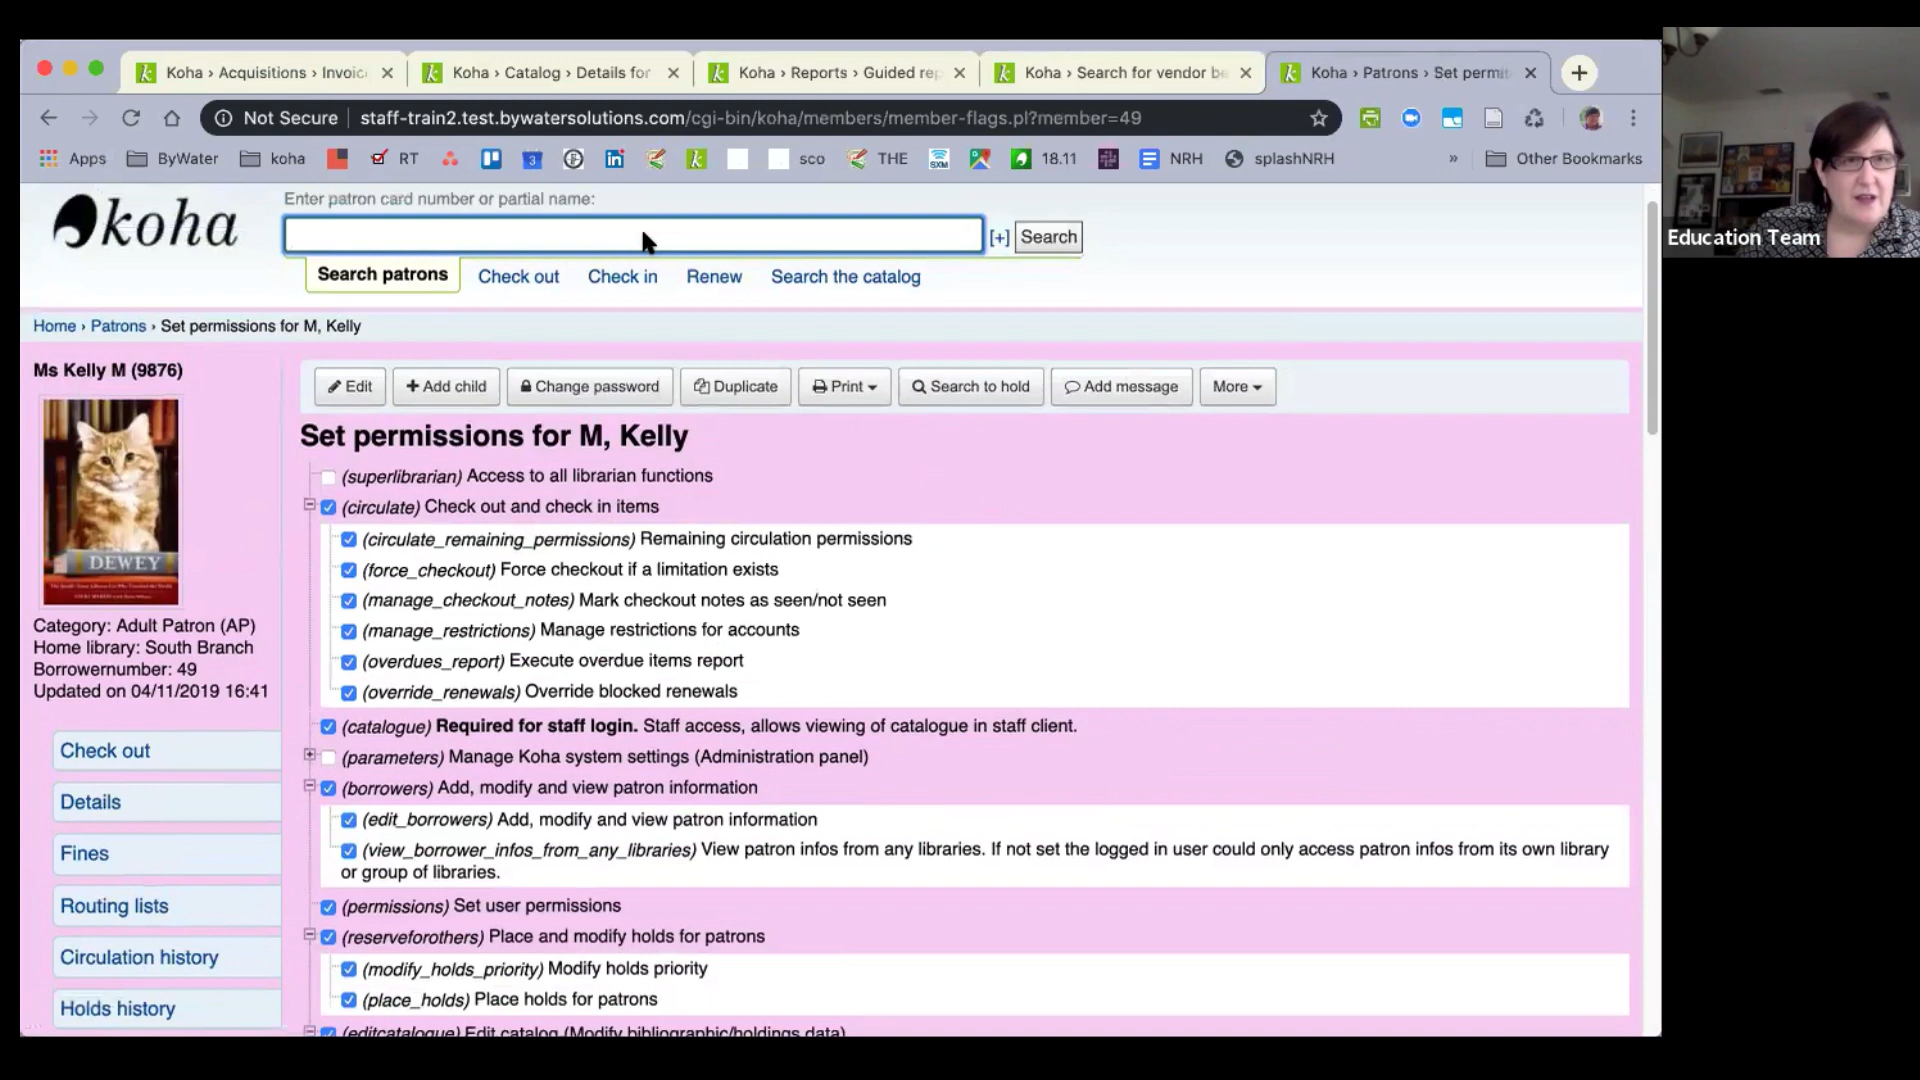 Koha › Acquisitions › Invoic
Koha › Catalog › Details for
Koha › Reports › Guided rep
Koha › Search for vendor be
Koha › Patrons › Set permit
Not Secure | staff-train2.test.bywatersolutions.com/cgi-bin/koha/members/member-flags.pl?member=49
Apps ByWater koha RT 3 sco THE SXM 18.11 NRH splashNRH » Other Bookmarks
Education Team
koha
Enter patron card number or partial name:
[+] Search
Search patrons Check out Check in Renew Search the catalog
Home › Patrons › Set permissions for M, Kelly
Ms Kelly M (9876)
DEWEY
Category: Adult Patron (AP)
Home library: South Branch
Borrowernumber: 49
Updated on 04/11/2019 16:41
Check out
Details
Fines
Routing lists
Circulation history
Holds history
Edit + Add child Change password Duplicate Print Search to hold Add message More
Set permissions for M, Kelly
(superlibrarian) Access to all librarian functions
(circulate) Check out and check in items
(circulate_remaining_permissions) Remaining circulation permissions
(force_checkout) Force checkout if a limitation exists
(manage_checkout_notes) Mark checkout notes as seen/not seen
(manage_restrictions) Manage restrictions for accounts
(overdues_report) Execute overdue items report
(override_renewals) Override blocked renewals
(catalogue) Required for staff login. Staff access, allows viewing of catalogue in staff client.
(parameters) Manage Koha system settings (Administration panel)
(borrowers) Add, modify and view patron information
(edit_borrowers) Add, modify and view patron information
(view_borrower_infos_from_any_libraries) View patron infos from any libraries. If not set the logged in user could only access patron infos from its own library
or group of libraries.
(permissions) Set user permissions
(reserveforothers) Place and modify holds for patrons
(modify_holds_priority) Modify holds priority
(place_holds) Place holds for patrons
(editcatalogue) Edit catalog (Modify bibliographic/holdings data)